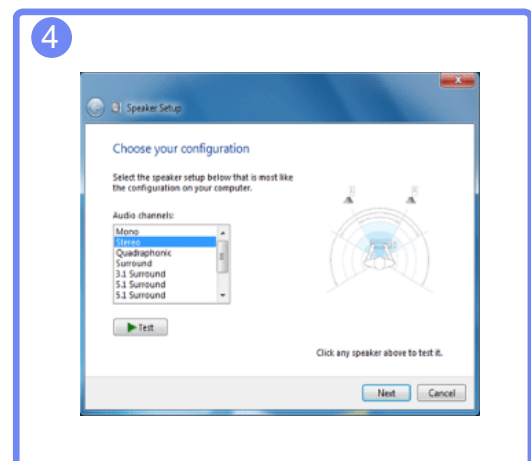 4
Speaker Setup
Choose your configuration
Select the speaker setup below that is most like
the configuration on your computer.
Audio channels:
Mono
Stereo
Quadraphonic
Surround
3.1 Surround
5.1 Surround
5.1 Surround
Test
L
R
Click any speaker above to test it.
Next
Cancel